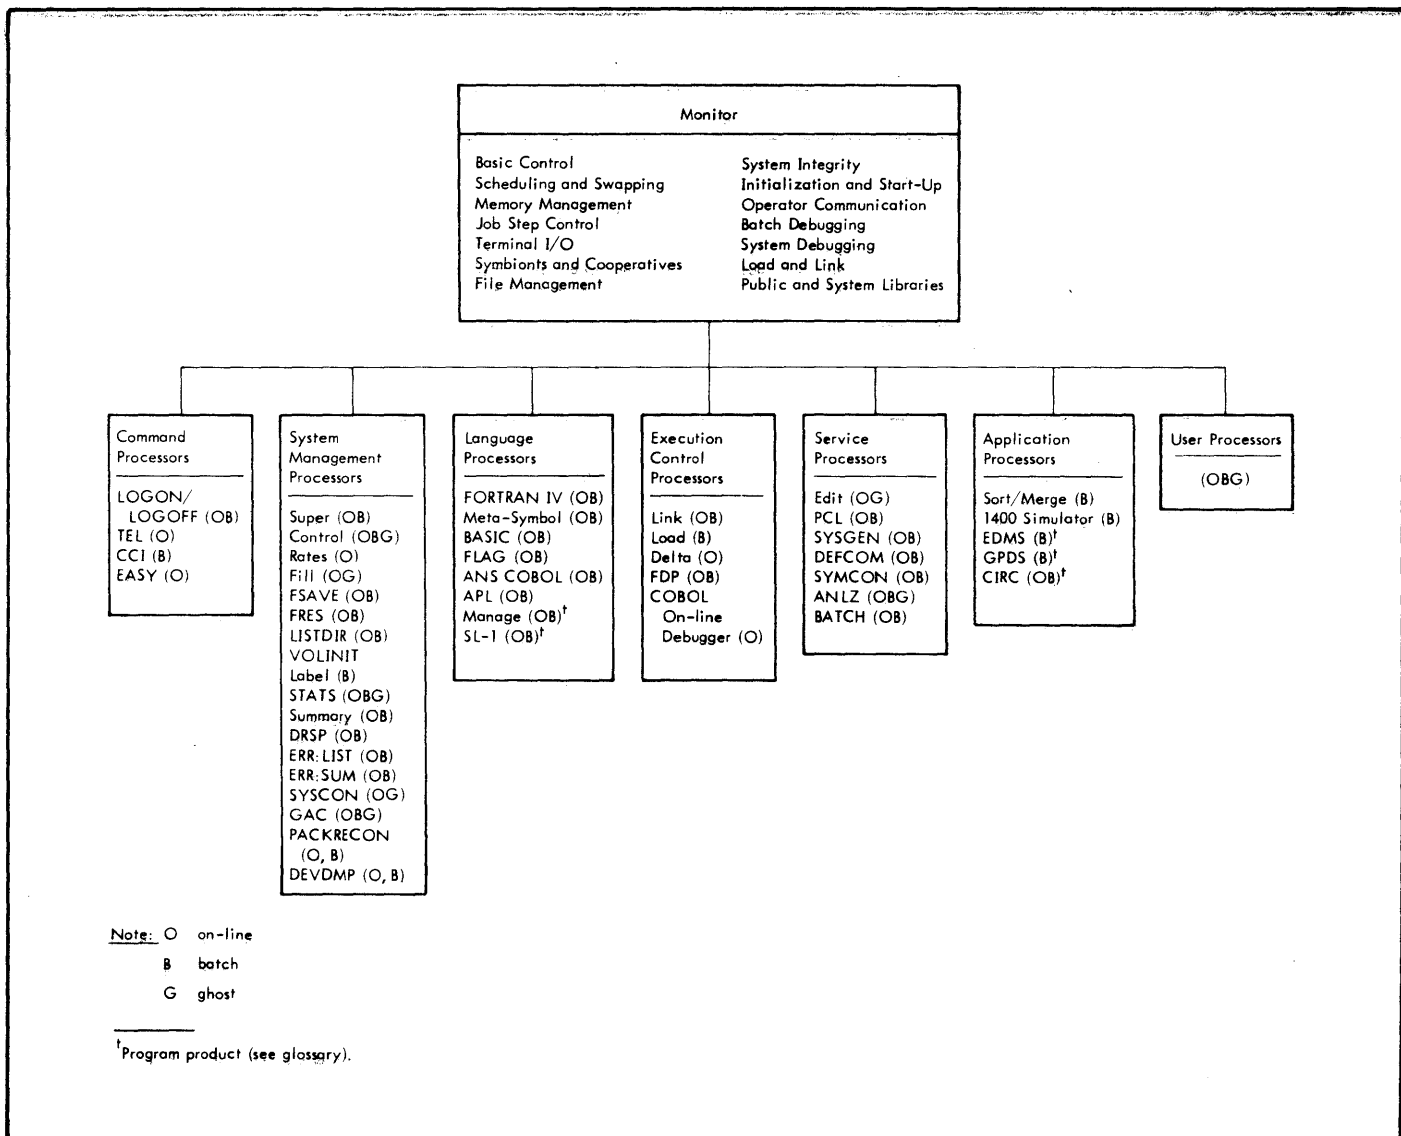 Monitor
Basic Control
Scheduling and Swapping
Memory Management
Job Step Control
Terminal I/O
Symbionts and Cooperatives
File Management
System Integrity
Initialization and Start-Up
Operator Communication
Batch Debugging
System Debugging
Load and Link
Public and System Libraries
Command
Processors
LOGON/
LOGOFF (OB)
TEL (O)
CCI (B)
EASY (O)
System
Management
Processors
Super (OB)
Control (OBG)
Rates (O)
Fill (OG)
FSAVE (OB)
FRES (OB)
LISTDIR (OB)
VOLINIT
Label (B)
STATS (OBG)
Summary (OB)
DRSP (OB)
ERR:LIST (OB)
ERR:SUM (OB)
SYSCON (OG)
GAC (OBG)
PACKRECON
(O, B)
DEVDMP (O, B)
Language
Processors
FORTRAN IV (OB)
Meta-Symbol (OB)
BASIC (OB)
FLAG (OB)
ANS COBOL (OB)
APL (OB)
Manage (OB)†
SL-1 (OB)†
Execution
Control
Processors
Link (OB)
Load (B)
Delta (O)
FDP (OB)
COBOL
On-line
Debugger (O)
Service
Processors
Edit (OG)
PCL (OB)
SYSGEN (OB)
DEFCOM (OB)
SYMCON (OB)
ANLZ (OBG)
BATCH (OB)
Application
Processors
Sort/Merge (B)
1400 Simulator (B)
EDMS (B)†
GPDS (B)†
CIRC (OB)†
User Processors
(OBG)
Note: O on-line
B batch
G ghost
†Program product (see glossary).